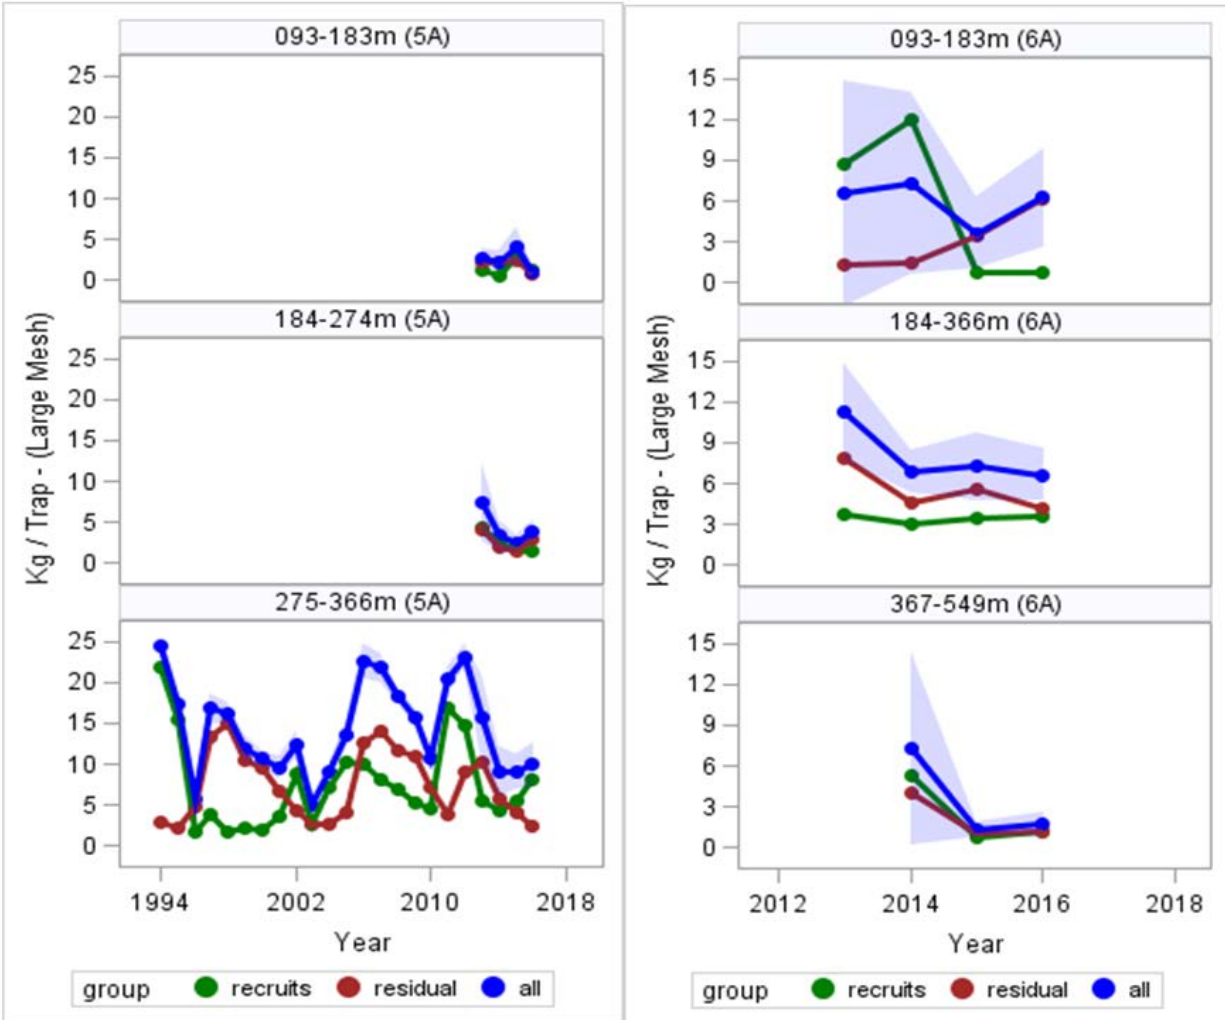 093-183m (5A)
25
20
15
10
5
0
184-274m (5A)
25
20
15
10
5
0
275-366m (5A)
25
20
15
10
5
0
Kg / Trap - (Large Mesh)
1994 2002 2010 2018
Year
group recruits residual all
093-183m (6A)
15
12
9
6
3
0
184-366m (6A)
15
12
9
6
3
0
367-549m (6A)
15
12
9
6
3
0
Kg / Trap - (Large Mesh)
2012 2014 2016 2018
Year
group recruits residual all